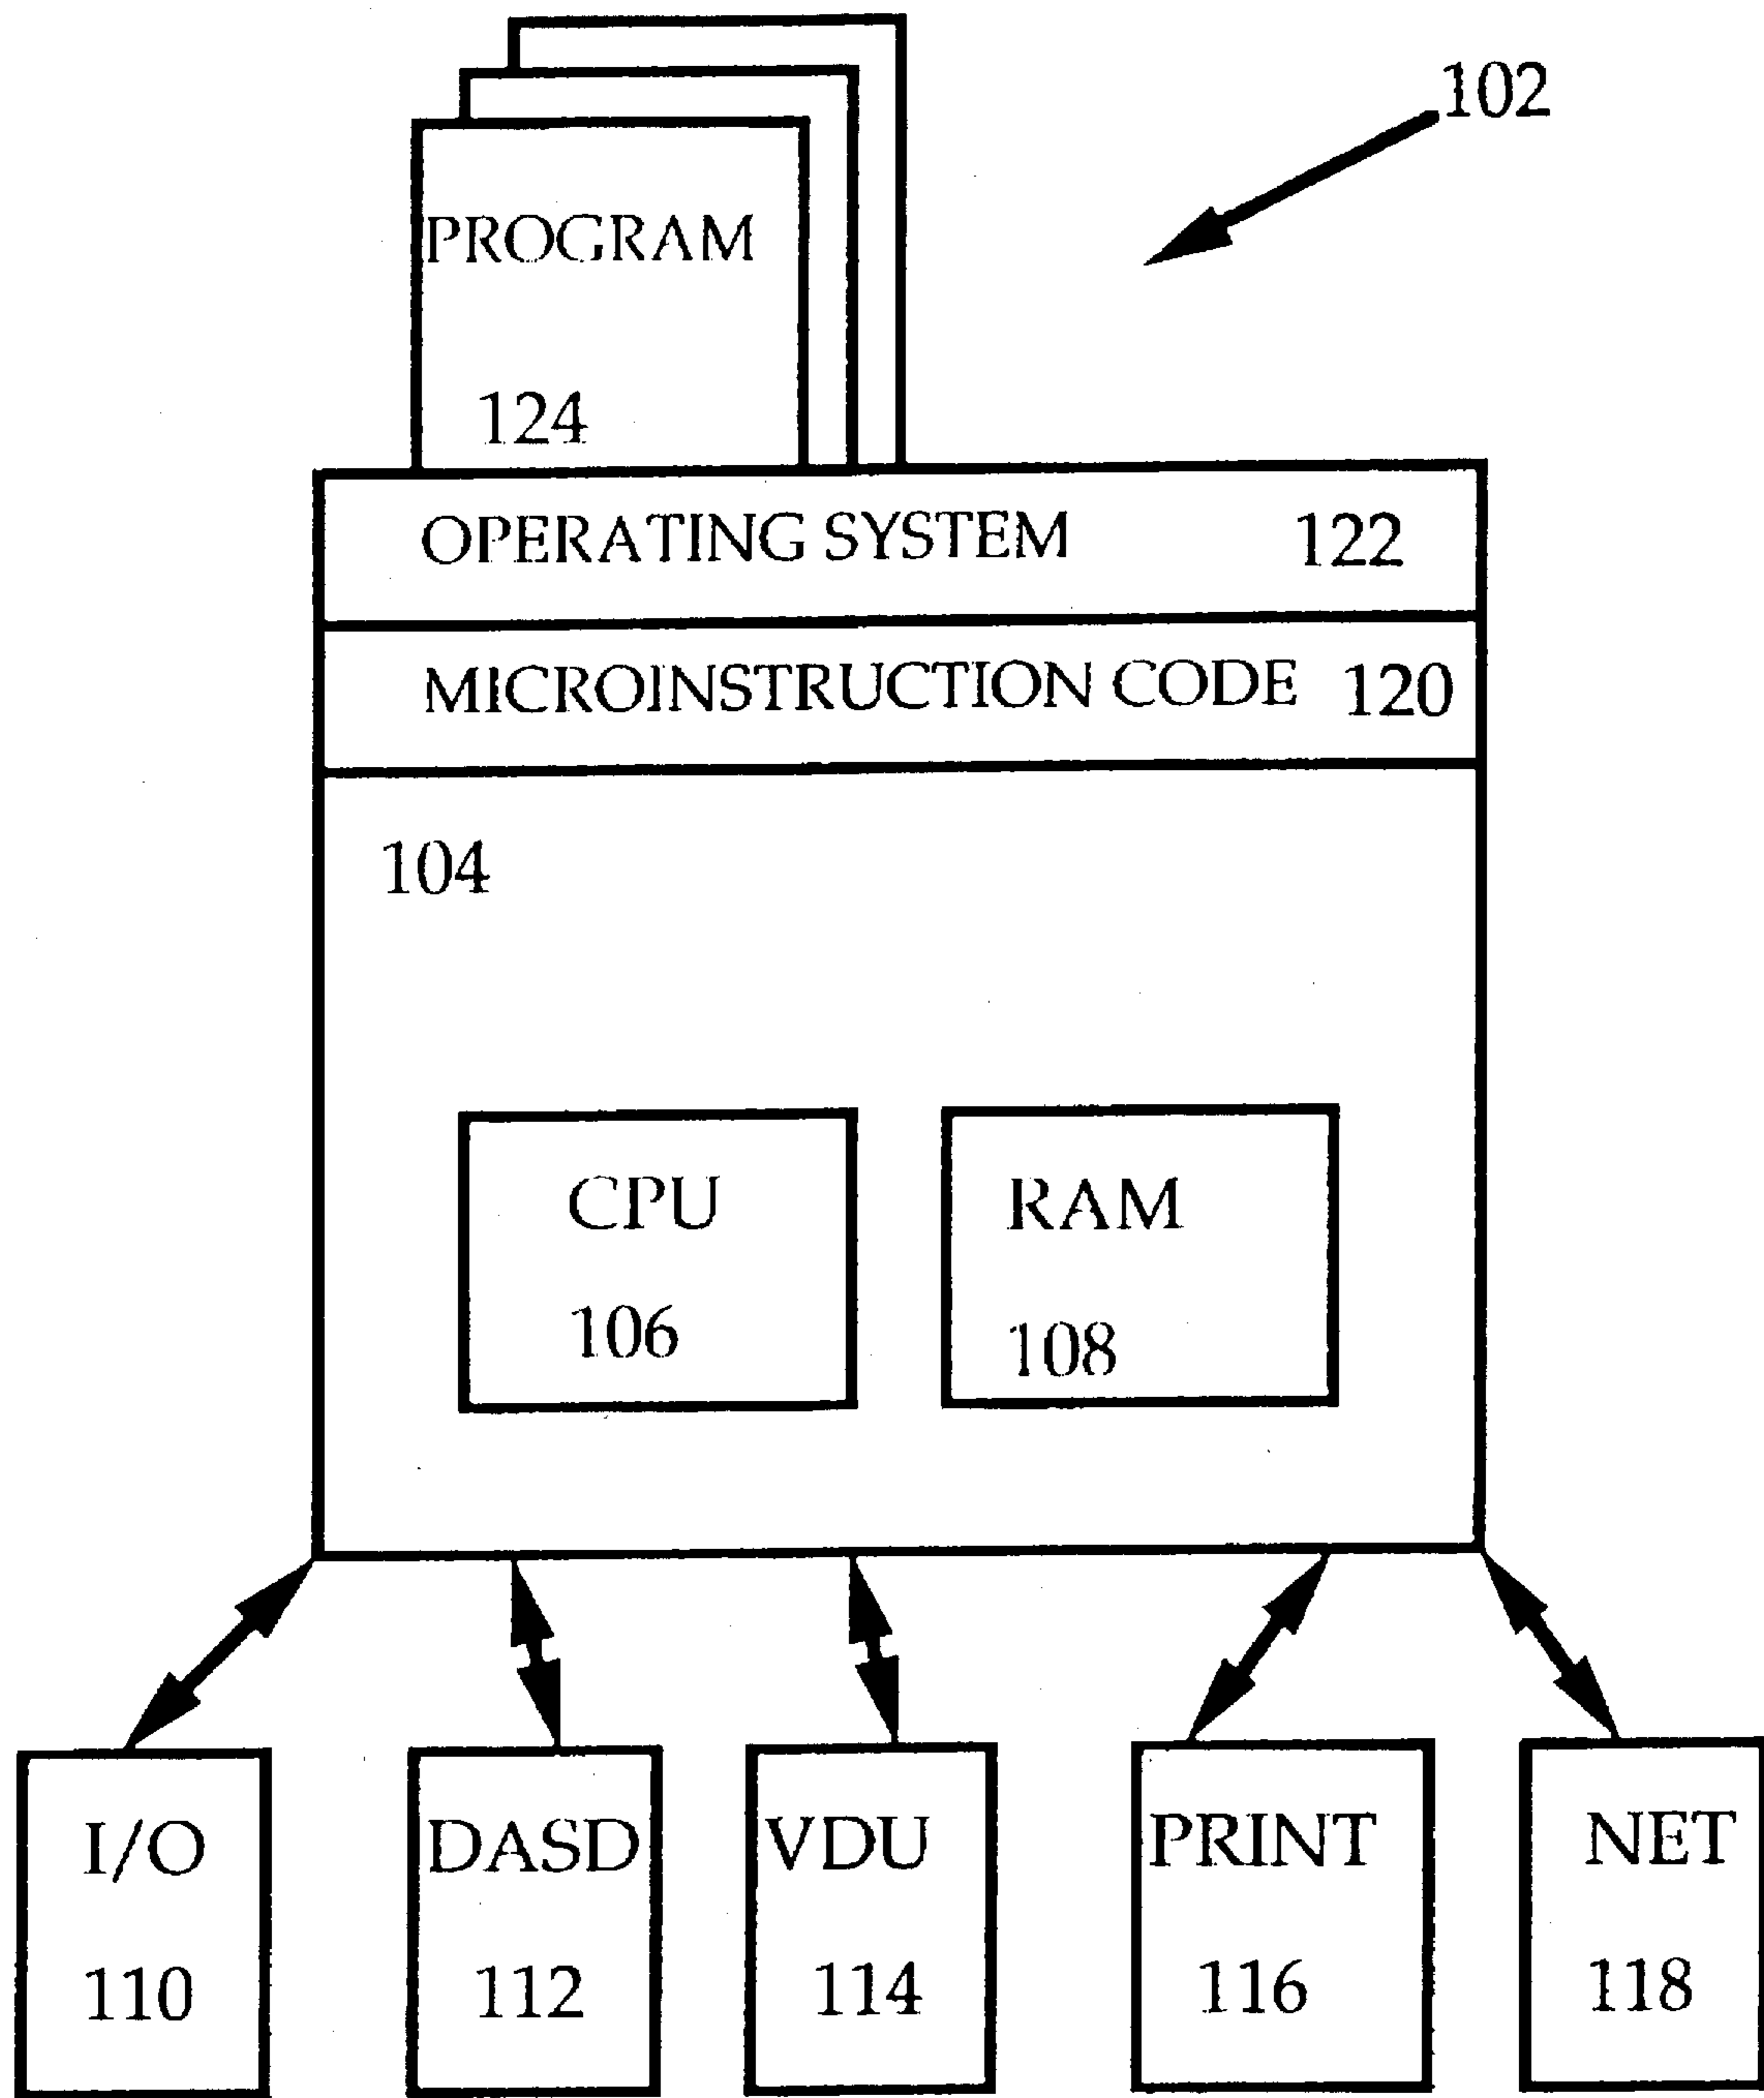 102
PROGRAM
124
OPERATING SYSTEM 122
MICROINSTRUCTION CODE 120
104
CPU
106
RAM
108
I/O
110
DASD
112
VDU
114
PRINT
116
NET
118